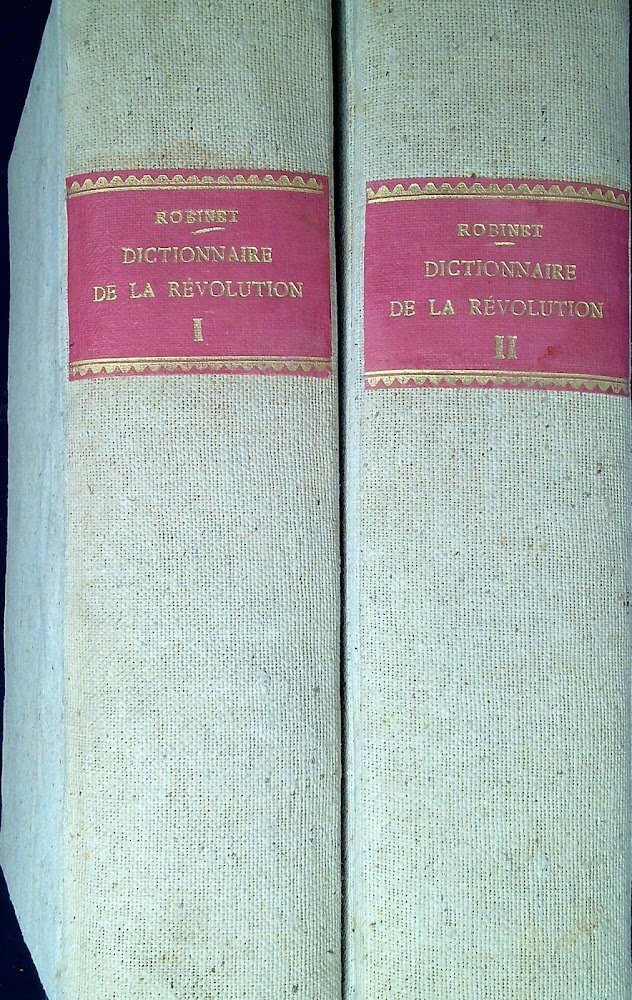 ROBINET
DICTIONNAIRE
DE LA RÉVOLUTION
I
ROBINET
DICTIONNAIRE
DE LA RÉVOLUTION
II